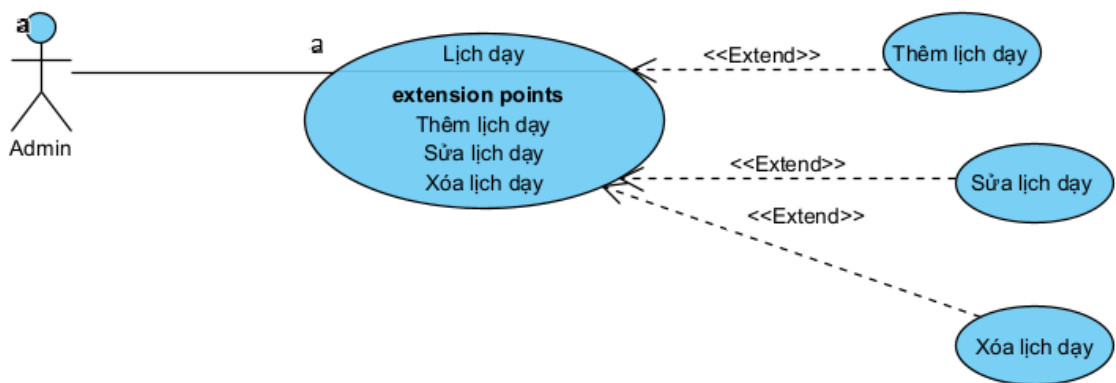 a
Admin
a
Lịch dạy
extension points
Thêm lịch dạy
Sửa lịch dạy
Xóa lịch dạy
<<Extend>>
Thêm lịch dạy
<<Extend>>
Sửa lịch dạy
<<Extend>>
Xóa lịch dạy